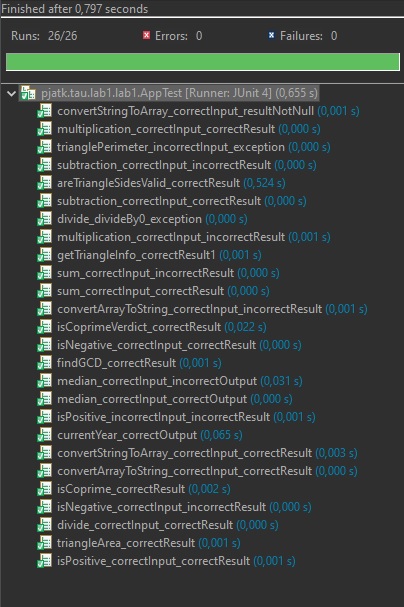 Finished after 0,797 seconds
Runs: 26/26 Errors: 0 Failures: 0
pjatk.tau.lab1.lab1.AppTest [Runner: JUnit 4] (0,655 s)
convertStringToArray_correctInput_resultNotNull (0,001 s)
multiplication_correctInput_correctResult (0,000 s)
trianglePerimeter_incorrectInput_exception (0,000 s)
subtraction_correctInput_incorrectResult (0,000 s)
areTriangleSidesValid_correctResult (0,524 s)
subtraction_correctInput_correctResult (0,000 s)
divide_divideBy0_exception (0,000 s)
multiplication_correctInput_incorrectResult (0,001 s)
getTriangleInfo_correctResult1 (0,001 s)
sum_correctInput_incorrectResult (0,000 s)
sum_correctInput_correctResult (0,000 s)
convertArrayToString_correctInput_incorrectResult (0,001 s)
isCoprimeVerdict_correctResult (0,022 s)
isNegative_correctInput_correctResult (0,000 s)
findGCD_correctResult (0,001 s)
median_correctInput_incorrectOutput (0,031 s)
median_correctInput_correctOutput (0,000 s)
isPositive_incorrectInput_incorrectResult (0,001 s)
currentYear_correctOutput (0,065 s)
convertStringToArray_correctInput_correctResult (0,003 s)
convertArrayToString_correctInput_correctResult (0,000 s)
isCoprime_correctResult (0,002 s)
isNegative_correctInput_incorrectResult (0,000 s)
divide_correctInput_correctResult (0,000 s)
triangleArea_correctResult (0,001 s)
isPositive_correctInput_correctResult (0,001 s)